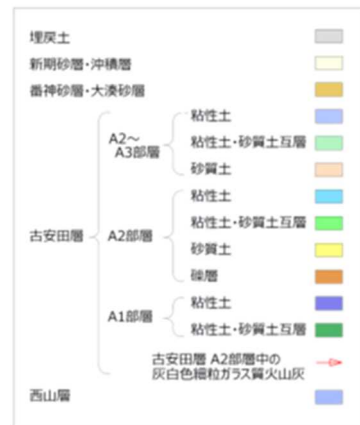 埋戻土
新期砂層・沖積層
番神砂層・大湊砂層
古安田層
A2～
A3部層
粘性土
粘性土・砂質土互層
砂質土
A2部層
粘性土
粘性土・砂質土互層
砂質土
礫層
A1部層
粘性土
粘性土・砂質土互層
古安田層 A2部層中の
灰白色細粒ガラス質火山灰
西山層